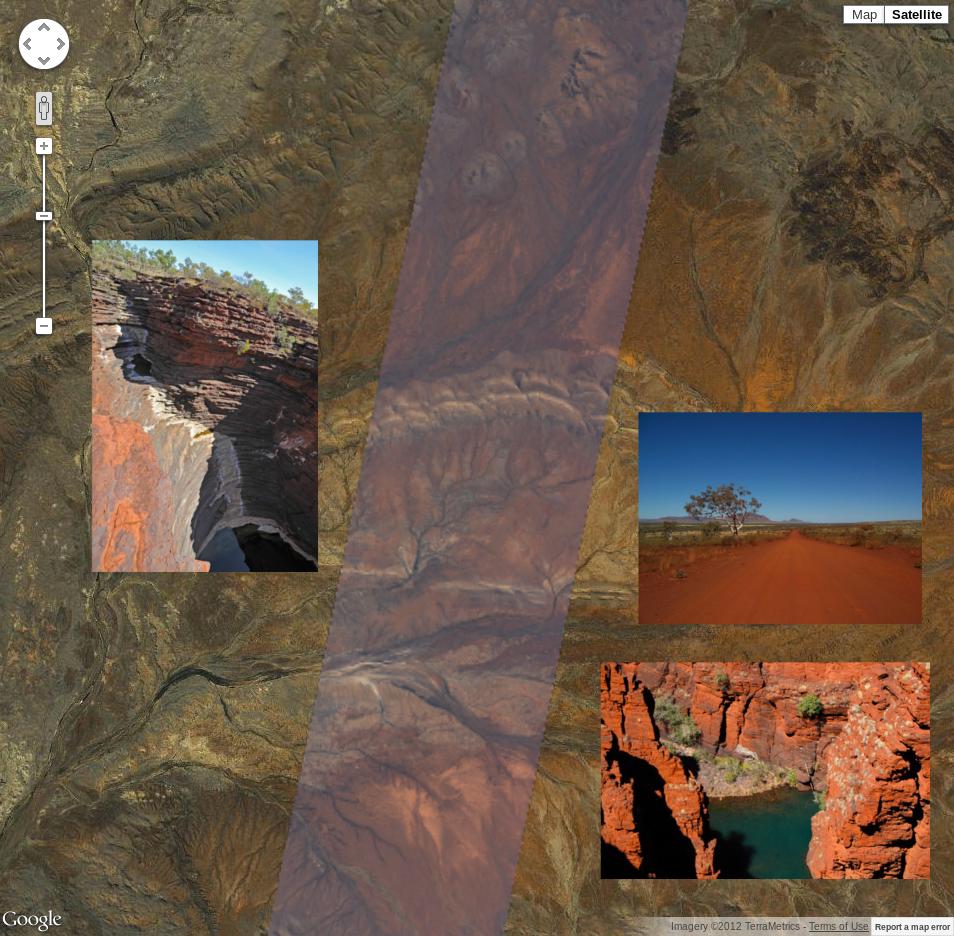 Map Satellite
Google
Imagery ©2012 TerraMetrics - Terms of Use Report a map error